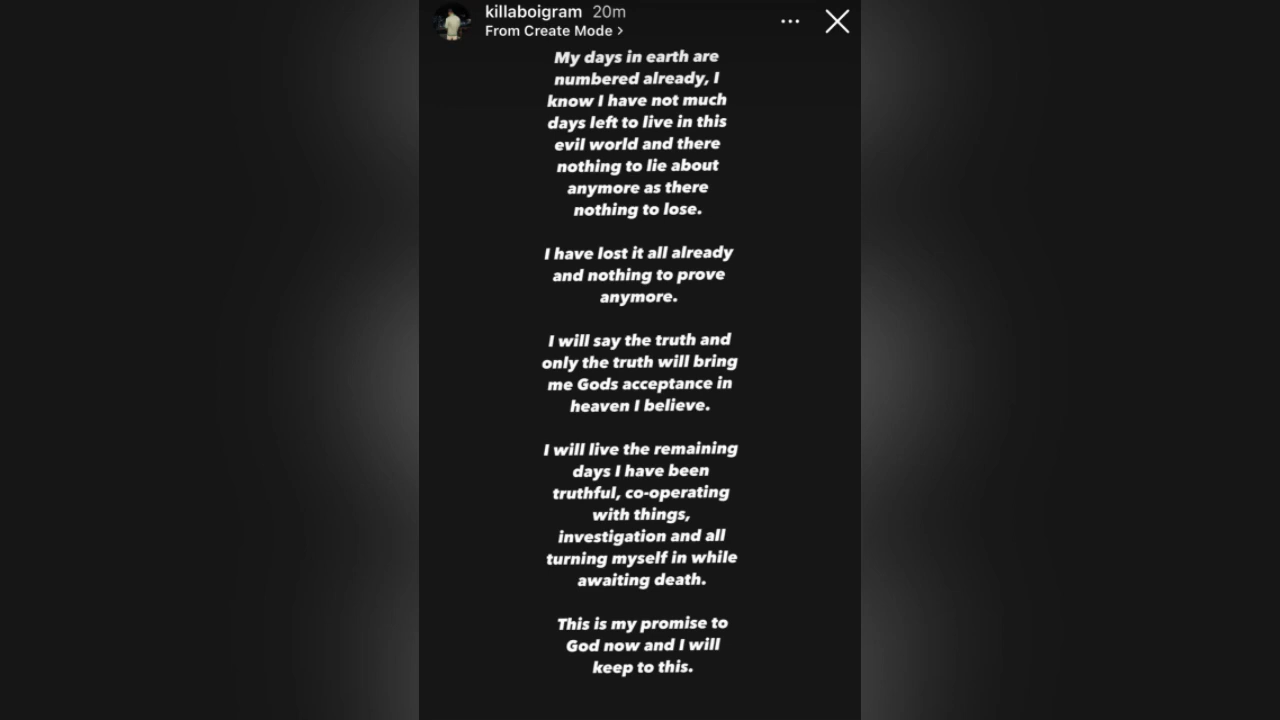 killaboigram 20m
From Create Mode >
My days in earth are
numbered already, I
know I have not much
days left to live in this
evil world and there
nothing to lie about
anymore as there
nothing to lose.
I have lost it all already
and nothing to prove
anymore.
I will say the truth and
only the truth will bring
me Gods acceptance in
heaven I believe.
I will live the remaining
days I have been
truthful, co-operating
with things,
investigation and all
turning myself in while
awaiting death.
This is my promise to
God now and I will
keep to this.